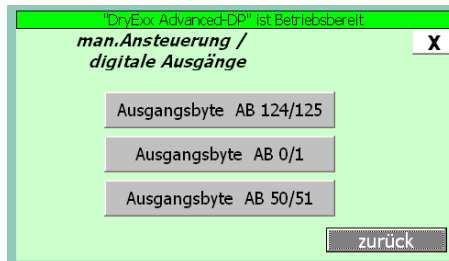 "DryExx Advanced-DP" ist Betriebsbereit
man.Ansteuerung /
digitale Ausgänge
X
Ausgangsbyte AB 124/125
Ausgangsbyte AB 0/1
Ausgangsbyte AB 50/51
zurück